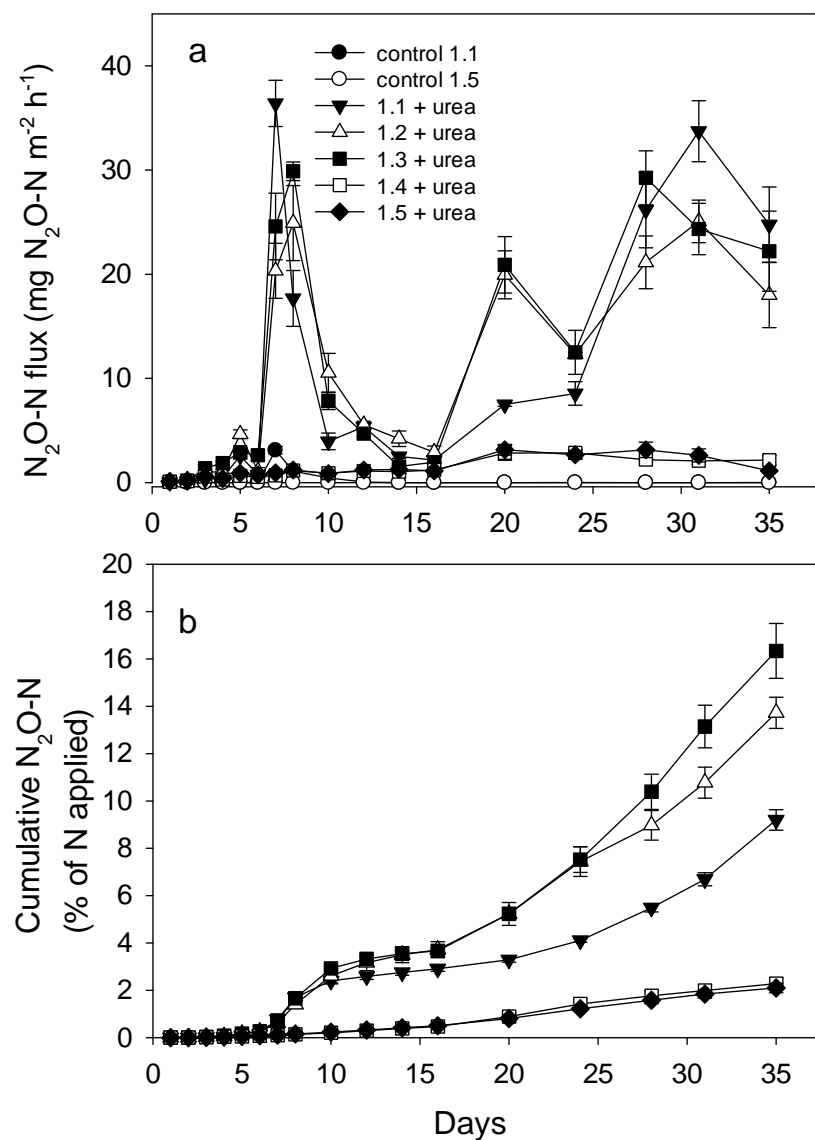 a
control 1.1
control 1.5
1.1 + urea
1.2 + urea
1.3 + urea
1.4 + urea
1.5 + urea
N₂O-N flux (mg N₂O-N m⁻² h⁻¹)
40
30
20
10
0
0 5 10 15 20 25 30 35
b
Cumulative N₂O-N
(% of N applied)
20
18
16
14
12
10
8
6
4
2
0
0 5 10 15 20 25 30 35
Days